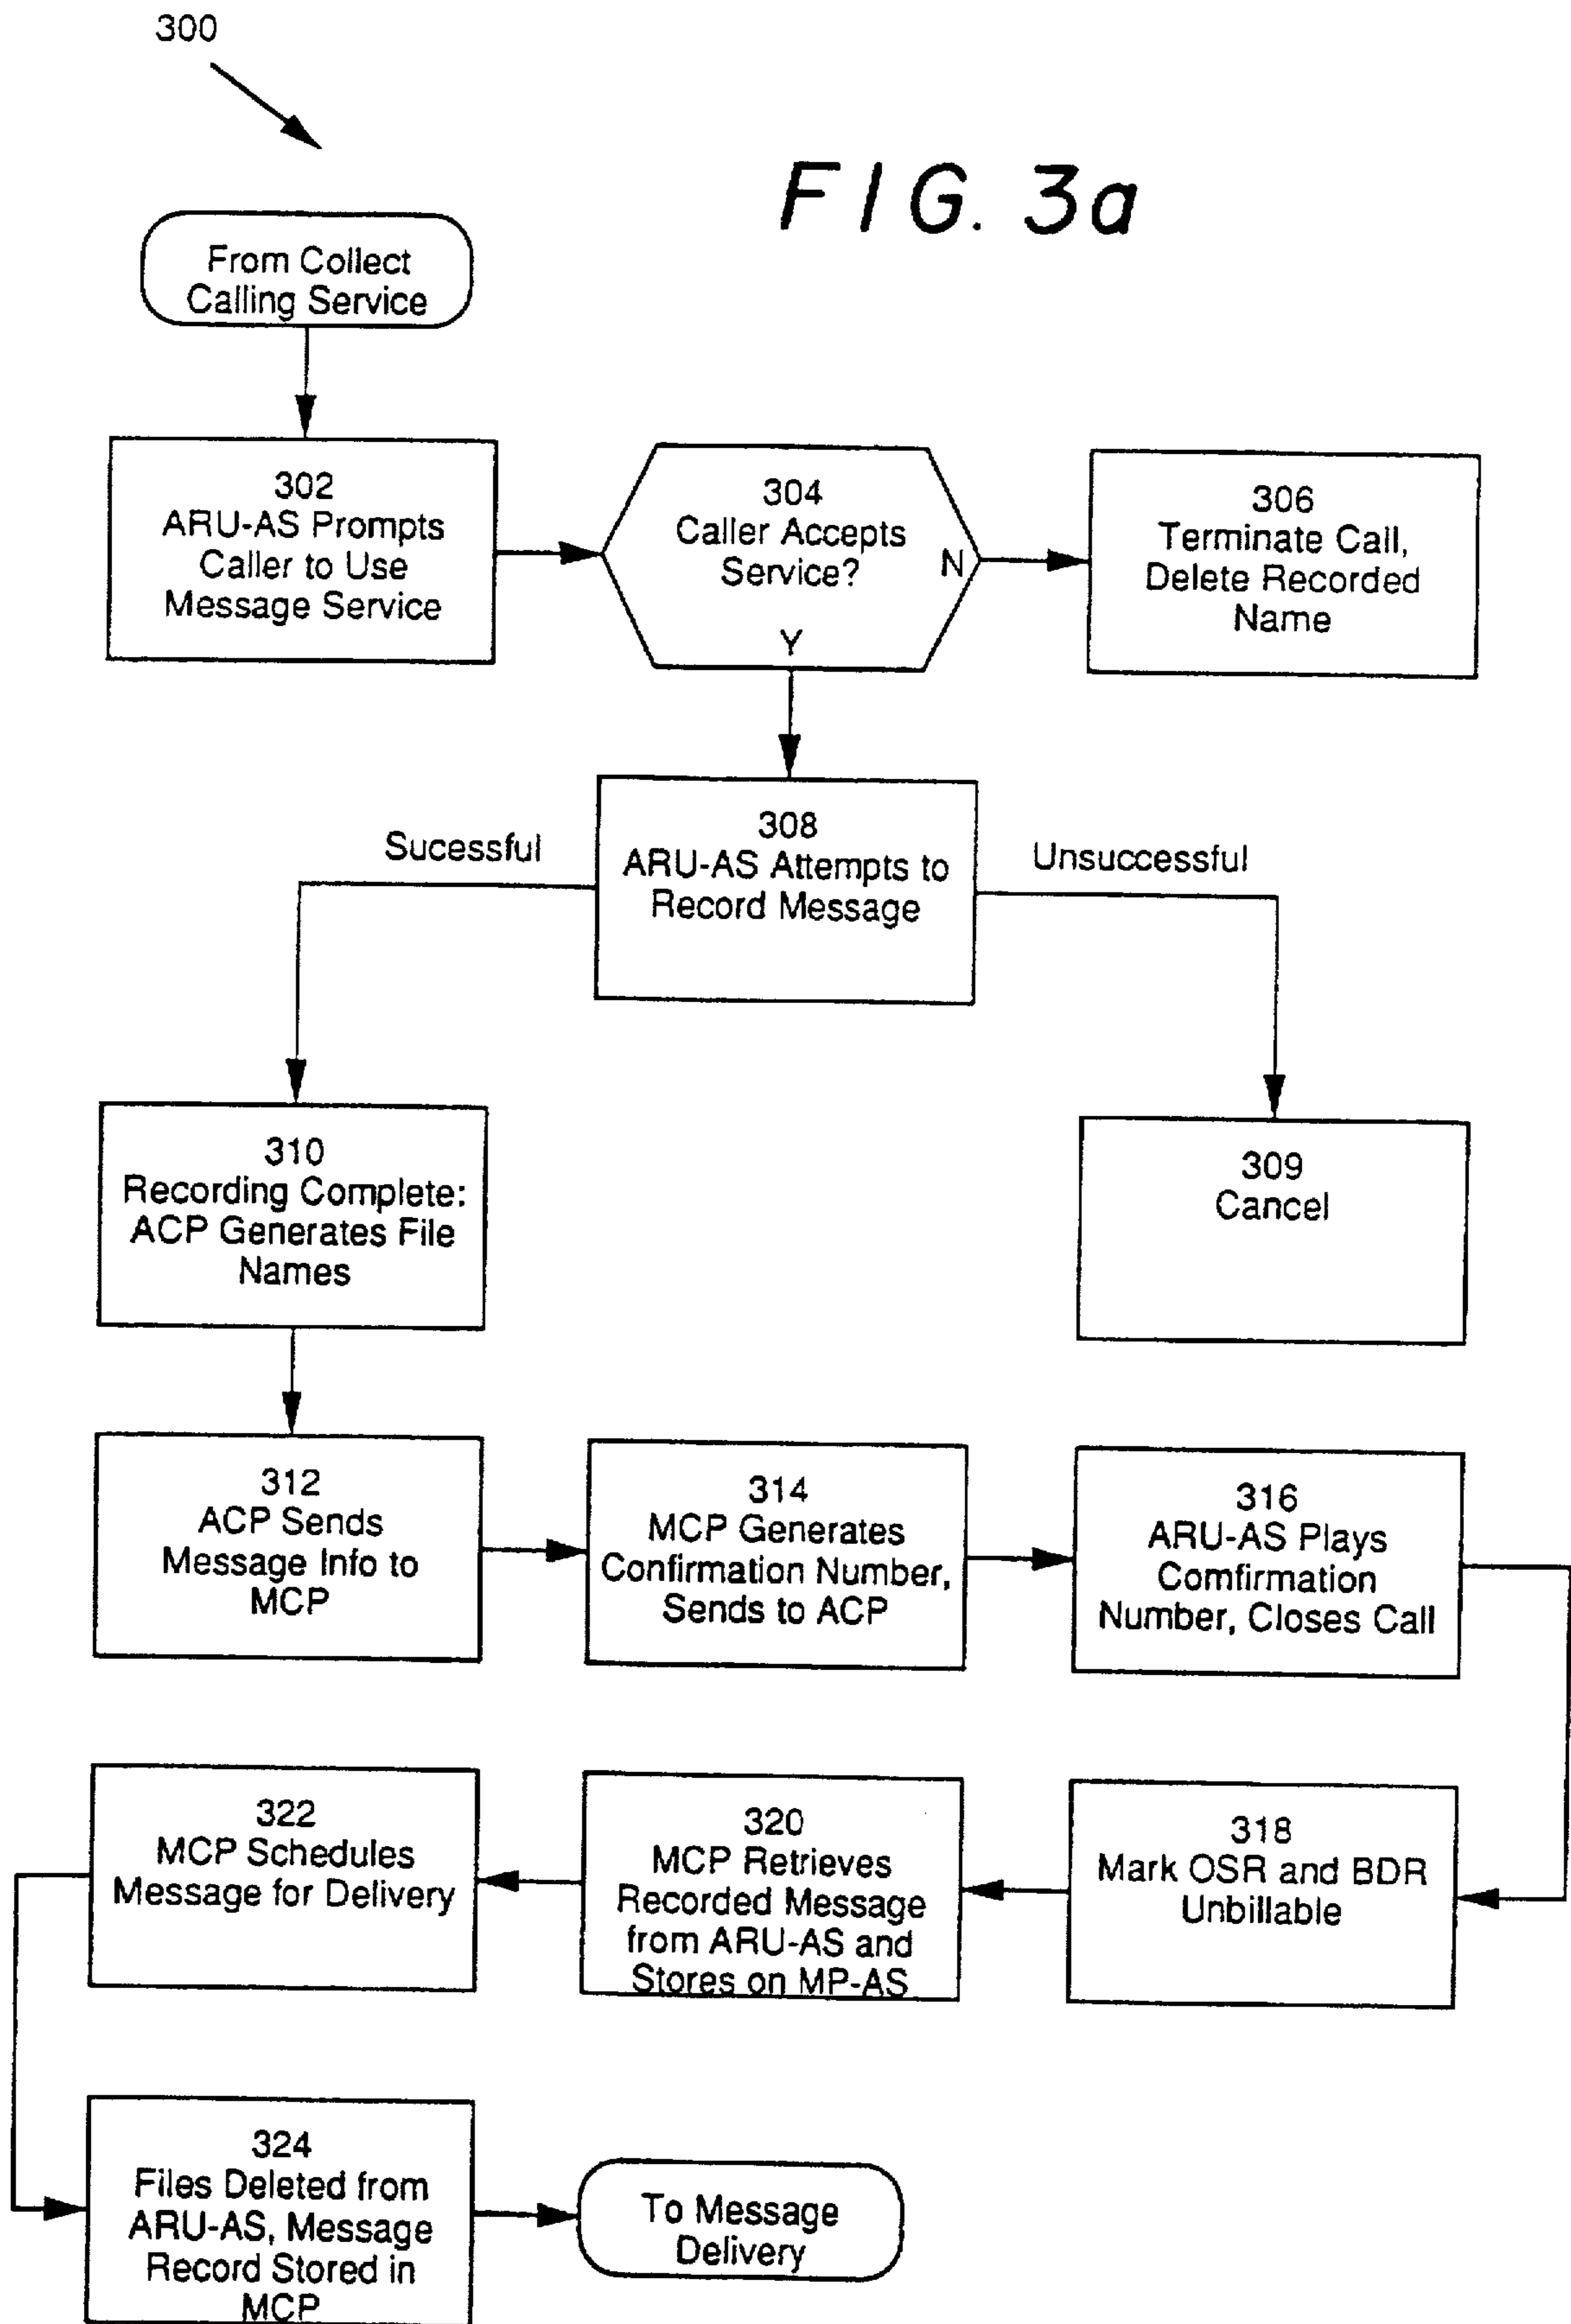 300
FIG. 3a
From Collect
Calling Service
302
ARU-AS Prompts
Caller to Use
Message Service
304
Caller Accepts
Service?
N
Y
306
Terminate Call,
Delete Recorded
Name
308
ARU-AS Attempts to
Record Message
Sucessful
Unsuccessful
310
Recording Complete:
ACP Generates File
Names
309
Cancel
312
ACP Sends
Message Info to
MCP
314
MCP Generates
Confirmation Number,
Sends to ACP
316
ARU-AS Plays
Comfirmation
Number, Closes Call
318
Mark OSR and BDR
Unbillable
320
MCP Retrieves
Recorded Message
from ARU-AS and
Stores on MP-AS
322
MCP Schedules
Message for Delivery
324
Files Deleted from
ARU-AS, Message
Record Stored in
MCP
To Message
Delivery